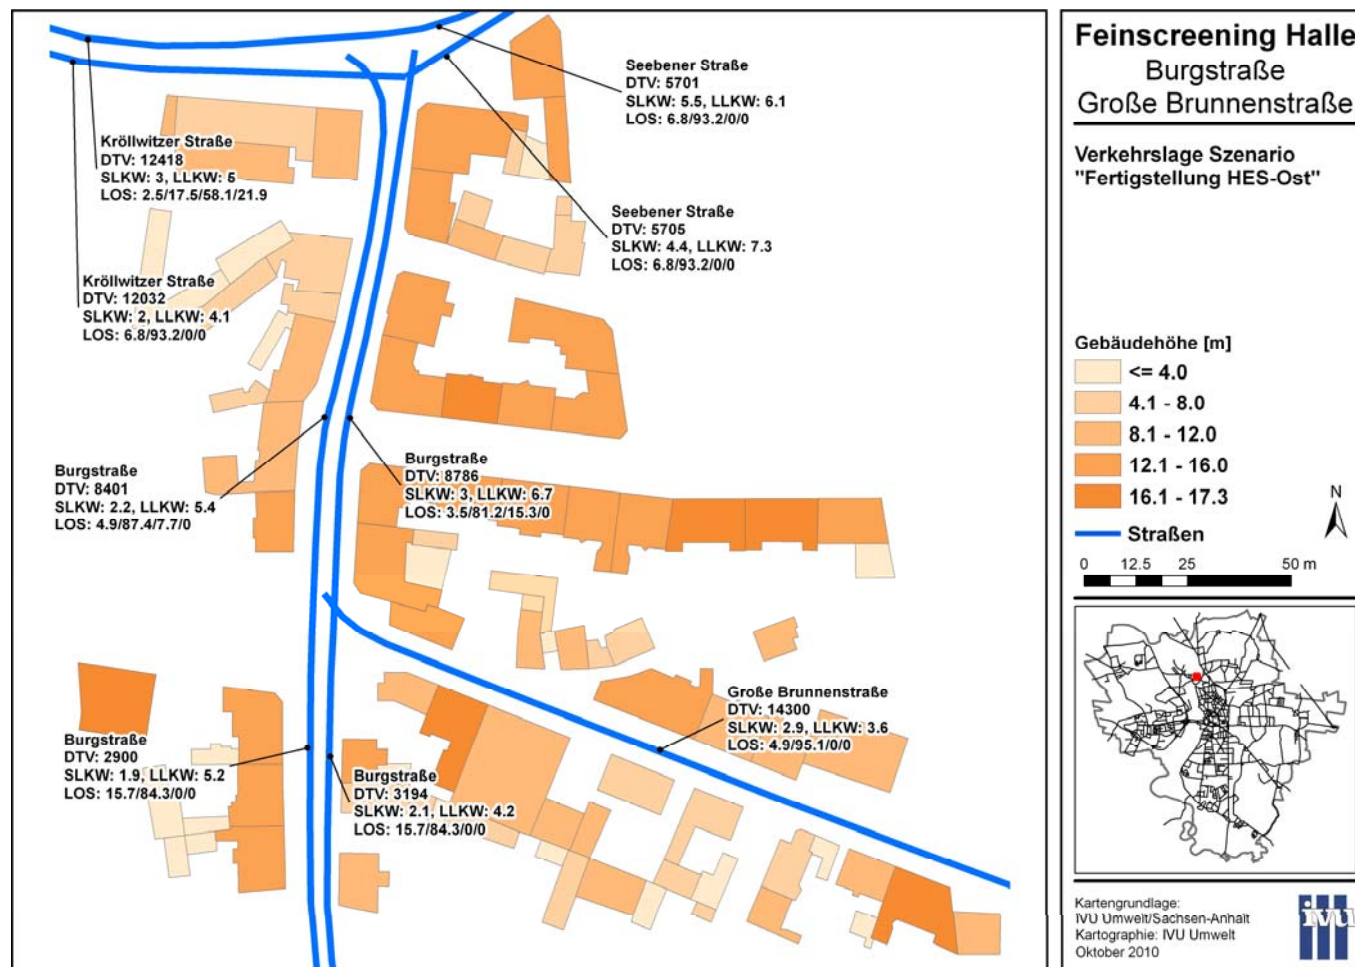 Seebener Straße
DTV: 5701
SLKW: 5.5, LLKW: 6.1
LOS: 6.8/93.2/0/0
Kröllwitzer Straße
DTV: 12418
SLKW: 3, LLKW: 5
LOS: 2.5/17.5/58.1/21.9
Seebener Straße
DTV: 5705
SLKW: 4.4, LLKW: 7.3
LOS: 6.8/93.2/0/0
Kröllwitzer Straße
DTV: 12032
SLKW: 2, LLKW: 4.1
LOS: 6.8/93.2/0/0
Burgstraße
DTV: 8401
SLKW: 2.2, LLKW: 5.4
LOS: 4.9/87.4/7.7/0
Burgstraße
DTV: 8786
SLKW: 3, LLKW: 6.7
LOS: 3.5/81.2/15.3/0
Große Brunnenstraße
DTV: 14300
SLKW: 2.9, LLKW: 3.6
LOS: 4.9/95.1/0/0
Burgstraße
DTV: 2900
SLKW: 1.9, LLKW: 5.2
LOS: 15.7/84.3/0/0
Burgstraße
DTV: 3194
SLKW: 2.1, LLKW: 4.2
LOS: 15.7/84.3/0/0
Feinscreening Halle
Burgstraße
Große Brunnenstraße
Verkehrslage Szenario
"Fertigstellung HES-Ost"
Gebäudehöhe [m]
<= 4.0
4.1 - 8.0
8.1 - 12.0
12.1 - 16.0
16.1 - 17.3
Straßen
N
0 12.5 25 50 m
Kartengrundlage:
IVU Umwelt/Sachsen-Anhalt
Kartographie: IVU Umwelt
Oktober 2010
ivu